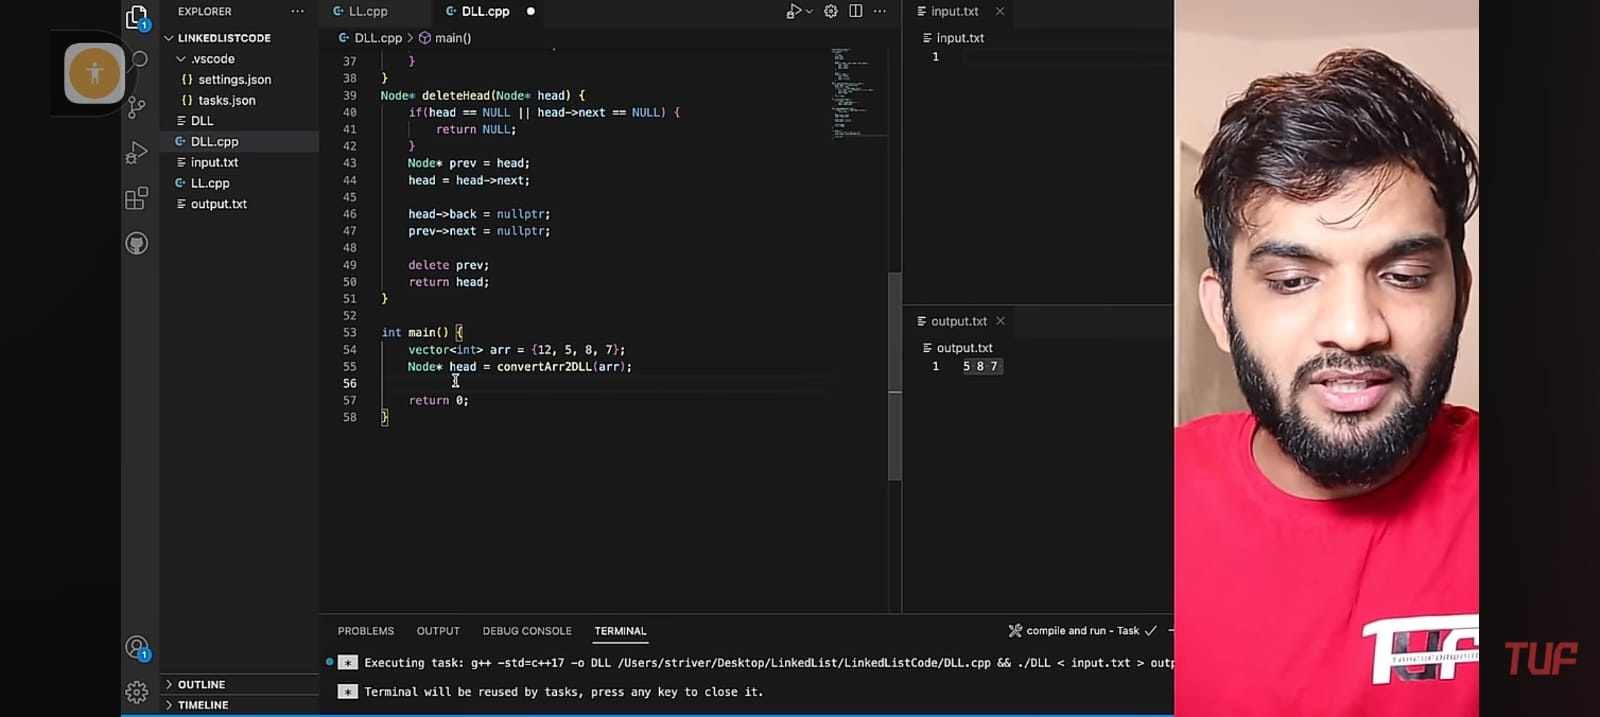 EXPLORER
LINKEDLISTCODE
.vscode
{} settings.json
{} tasks.json
DLL
DLL.cpp
input.txt
LL.cpp
output.txt
OUTLINE
TIMELINE
1
1
LL.cpp
DLL.cpp
DLL.cpp > main()
37 }
38 }
39 Node* deleteHead(Node* head) {
40 if(head == NULL || head->next == NULL) {
41 return NULL;
42 }
43 Node* prev = head;
44 head = head->next;
45
46 head->back = nullptr;
47 prev->next = nullptr;
48
49 delete prev;
50 return head;
51 }
52
53 int main() {
54 vector<int> arr = {12, 5, 8, 7};
55 Node* head = convertArr2DLL(arr);
56
57 return 0;
58 }
input.txt
input.txt
1
output.txt
output.txt
1 5 8 7
PROBLEMS OUTPUT DEBUG CONSOLE TERMINAL
compile and run - Task
* Executing task: g++ -std=c++17 -o DLL /Users/striver/Desktop/LinkedList/LinkedListCode/DLL.cpp && ./DLL < input.txt > outp
* Terminal will be reused by tasks, press any key to close it.
TUF
TAKEUFORWARD
TUF